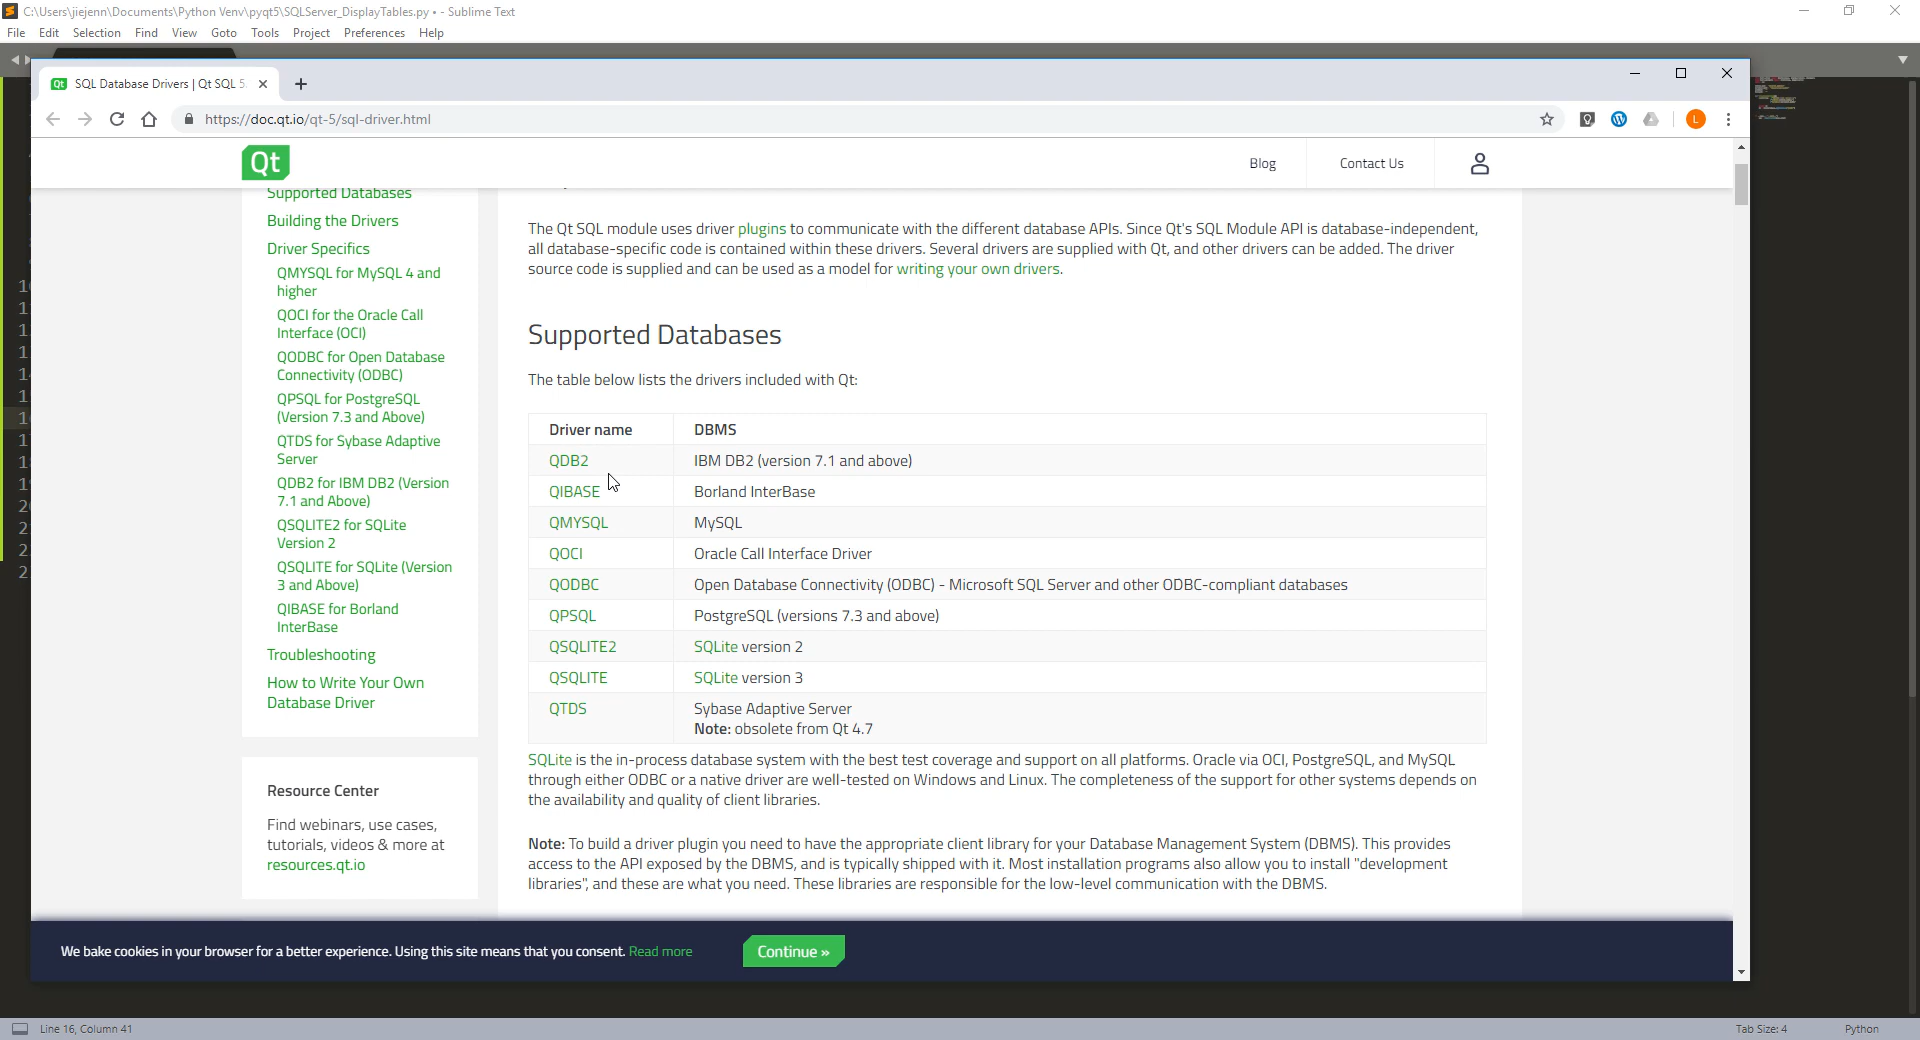 C:\Users\jiejenn\Documents\Python Venv\pyqt5\SQLServer_DisplayTables.py • - Sublime Text
File Edit Selection Find View Goto Tools Project Preferences Help
SQL Database Drivers | Qt SQL 5.
https://doc.qt.io/qt-5/sql-driver.html
L
Qt
Blog
Contact Us
Supported Databases
Building the Drivers
Driver Specifics
QMYSQL for MySQL 4 and
higher
QOCI for the Oracle Call
Interface (OCI)
QODBC for Open Database
Connectivity (ODBC)
QPSQL for PostgreSQL
(Version 7.3 and Above)
QTDS for Sybase Adaptive
Server
QDB2 for IBM DB2 (Version
7.1 and Above)
QSQLITE2 for SQLite
Version 2
QSQLITE for SQLite (Version
3 and Above)
QIBASE for Borland
InterBase
Troubleshooting
How to Write Your Own
Database Driver
Resource Center
Find webinars, use cases,
tutorials, videos & more at
resources.qt.io
The Qt SQL module uses driver plugins to communicate with the different database APIs. Since Qt's SQL Module API is database-independent,
all database-specific code is contained within these drivers. Several drivers are supplied with Qt, and other drivers can be added. The driver
source code is supplied and can be used as a model for writing your own drivers.
Supported Databases
The table below lists the drivers included with Qt:
Driver name DBMS
QDB2 IBM DB2 (version 7.1 and above)
QIBASE Borland InterBase
QMYSQL MySQL
QOCI Oracle Call Interface Driver
QODBC Open Database Connectivity (ODBC) - Microsoft SQL Server and other ODBC-compliant databases
QPSQL PostgreSQL (versions 7.3 and above)
QSQLITE2 SQLite version 2
QSQLITE SQLite version 3
QTDS Sybase Adaptive Server
Note: obsolete from Qt 4.7
SQLite is the in-process database system with the best test coverage and support on all platforms. Oracle via OCI, PostgreSQL, and MySQL
through either ODBC or a native driver are well-tested on Windows and Linux. The completeness of the support for other systems depends on
the availability and quality of client libraries.
Note: To build a driver plugin you need to have the appropriate client library for your Database Management System (DBMS). This provides
access to the API exposed by the DBMS, and is typically shipped with it. Most installation programs also allow you to install "development
libraries", and these are what you need. These libraries are responsible for the low-level communication with the DBMS.
We bake cookies in your browser for a better experience. Using this site means that you consent. Read more
Continue »
Line 16, Column 41
Tab Size: 4
Python